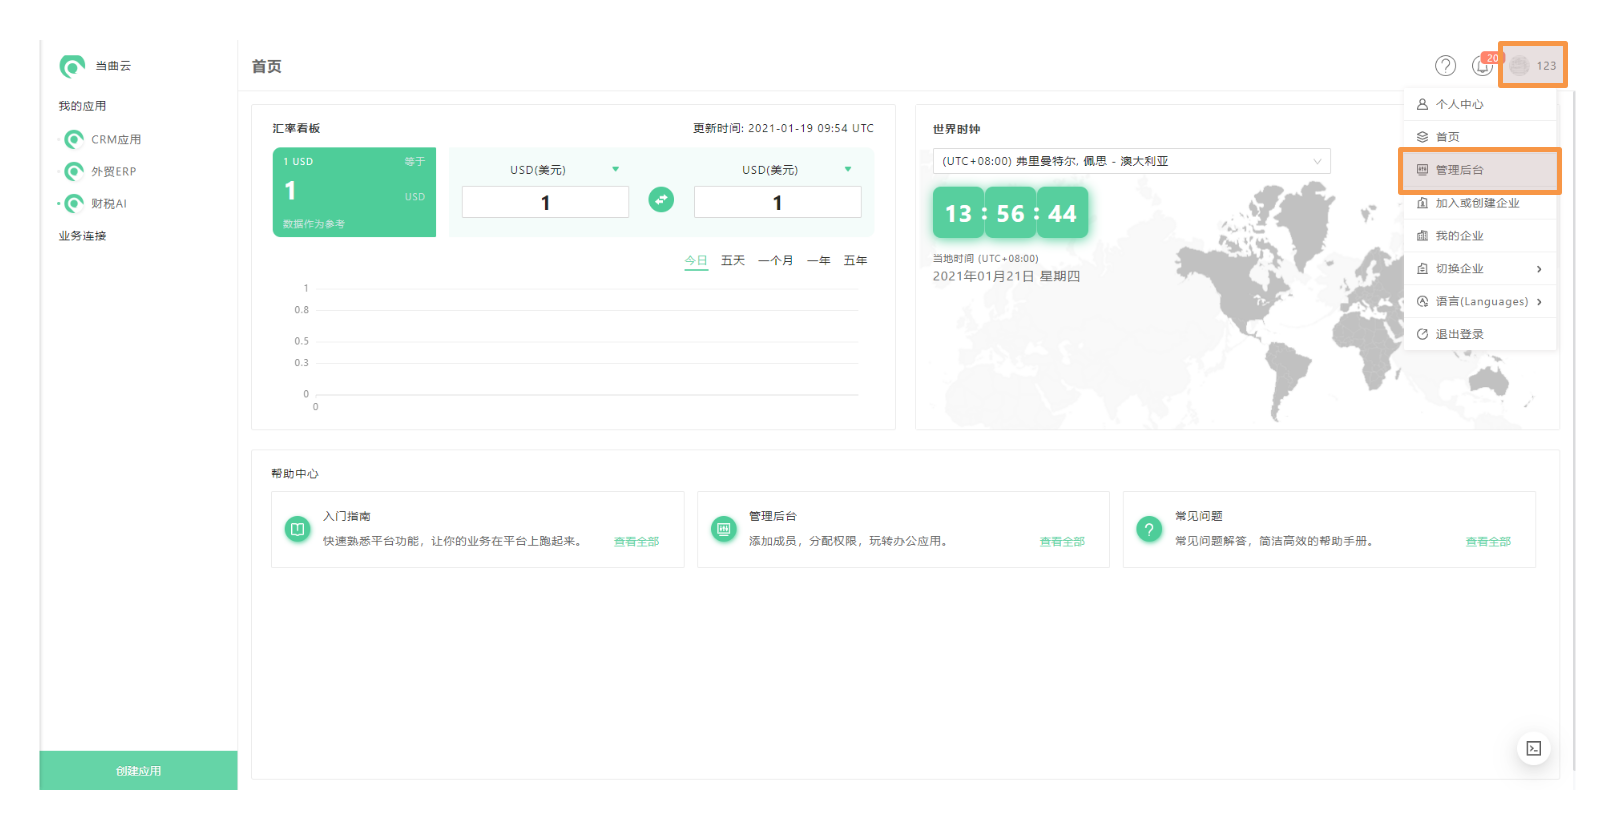 当曲云
首页
20
123
我的应用
CRM应用
外贸ERP
财税AI
业务连接
创建应用
汇率看板
更新时间: 2021-01-19 09:54 UTC
1 USD
等于
1
USD
数据作为参考
USD(美元)
USD(美元)
1
1
今日 五天 一个月 一年 五年
1
0.8
0.5
0.3
0
0
世界时钟
(UTC+08:00) 弗里曼特尔, 佩思 - 澳大利亚
13 : 56 : 44
当地时间 (UTC+08:00)
2021年01月21日 星期四
个人中心
首页
管理后台
加入或创建企业
我的企业
切换企业
语言(Languages)
退出登录
帮助中心
入门指南
快速熟悉平台功能，让你的业务在平台上跑起来。
查看全部
管理后台
添加成员，分配权限，玩转办公应用。
查看全部
常见问题
常见问题解答，简洁高效的帮助手册。
查看全部